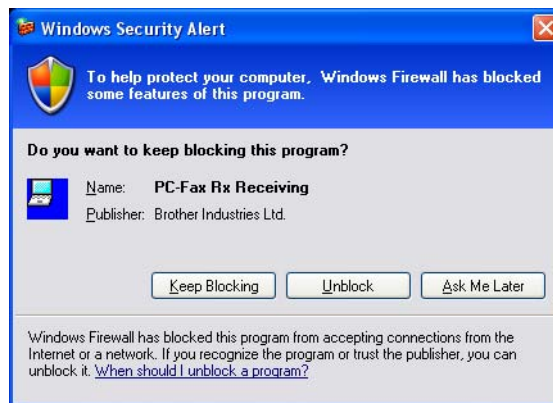 Windows Security Alert
To help protect your computer, Windows Firewall has blocked
some features of this program.
Do you want to keep blocking this program?
Name: PC-Fax Rx Receiving
Publisher: Brother Industries Ltd.
Keep Blocking Unblock Ask Me Later
Windows Firewall has blocked this program from accepting connections from the
Internet or a network. If you recognize the program or trust the publisher, you can
unblock it. When should I unblock a program?